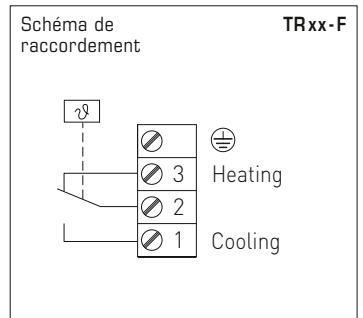 Schéma de
raccordement
TRxx-F
ϑ
3 Heating
2
1 Cooling